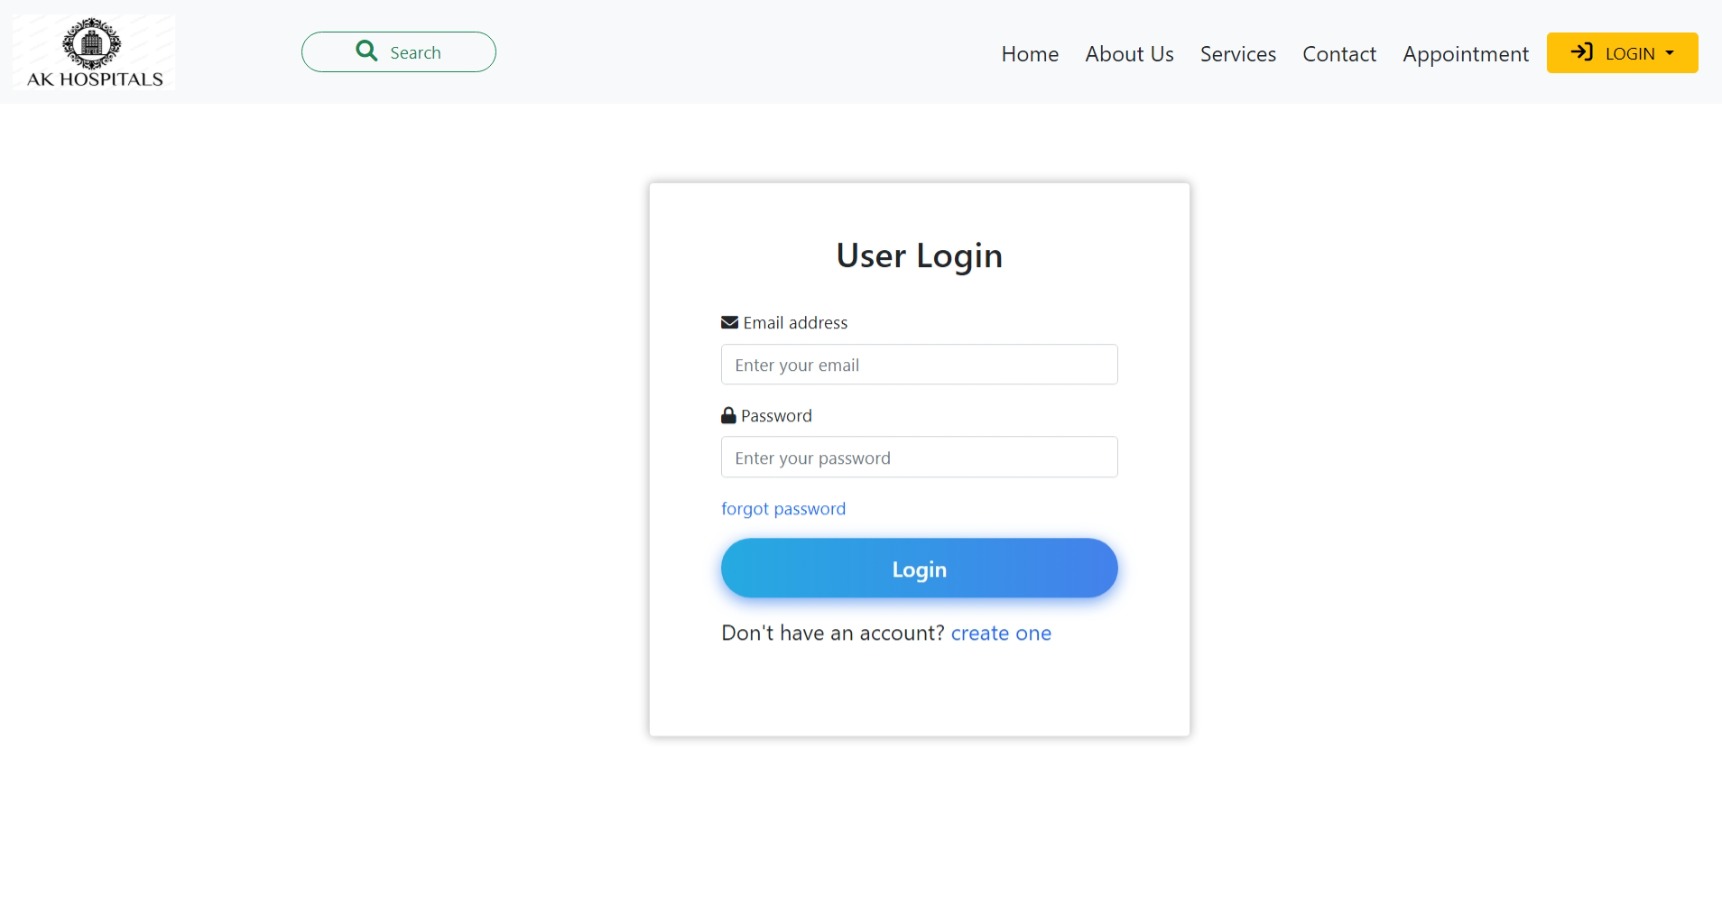 AK HOSPITALS
Search
Home About Us Services Contact Appointment LOGIN
User Login
Email address
Enter your email
Password
Enter your password
forgot password
Login
Don't have an account? create one